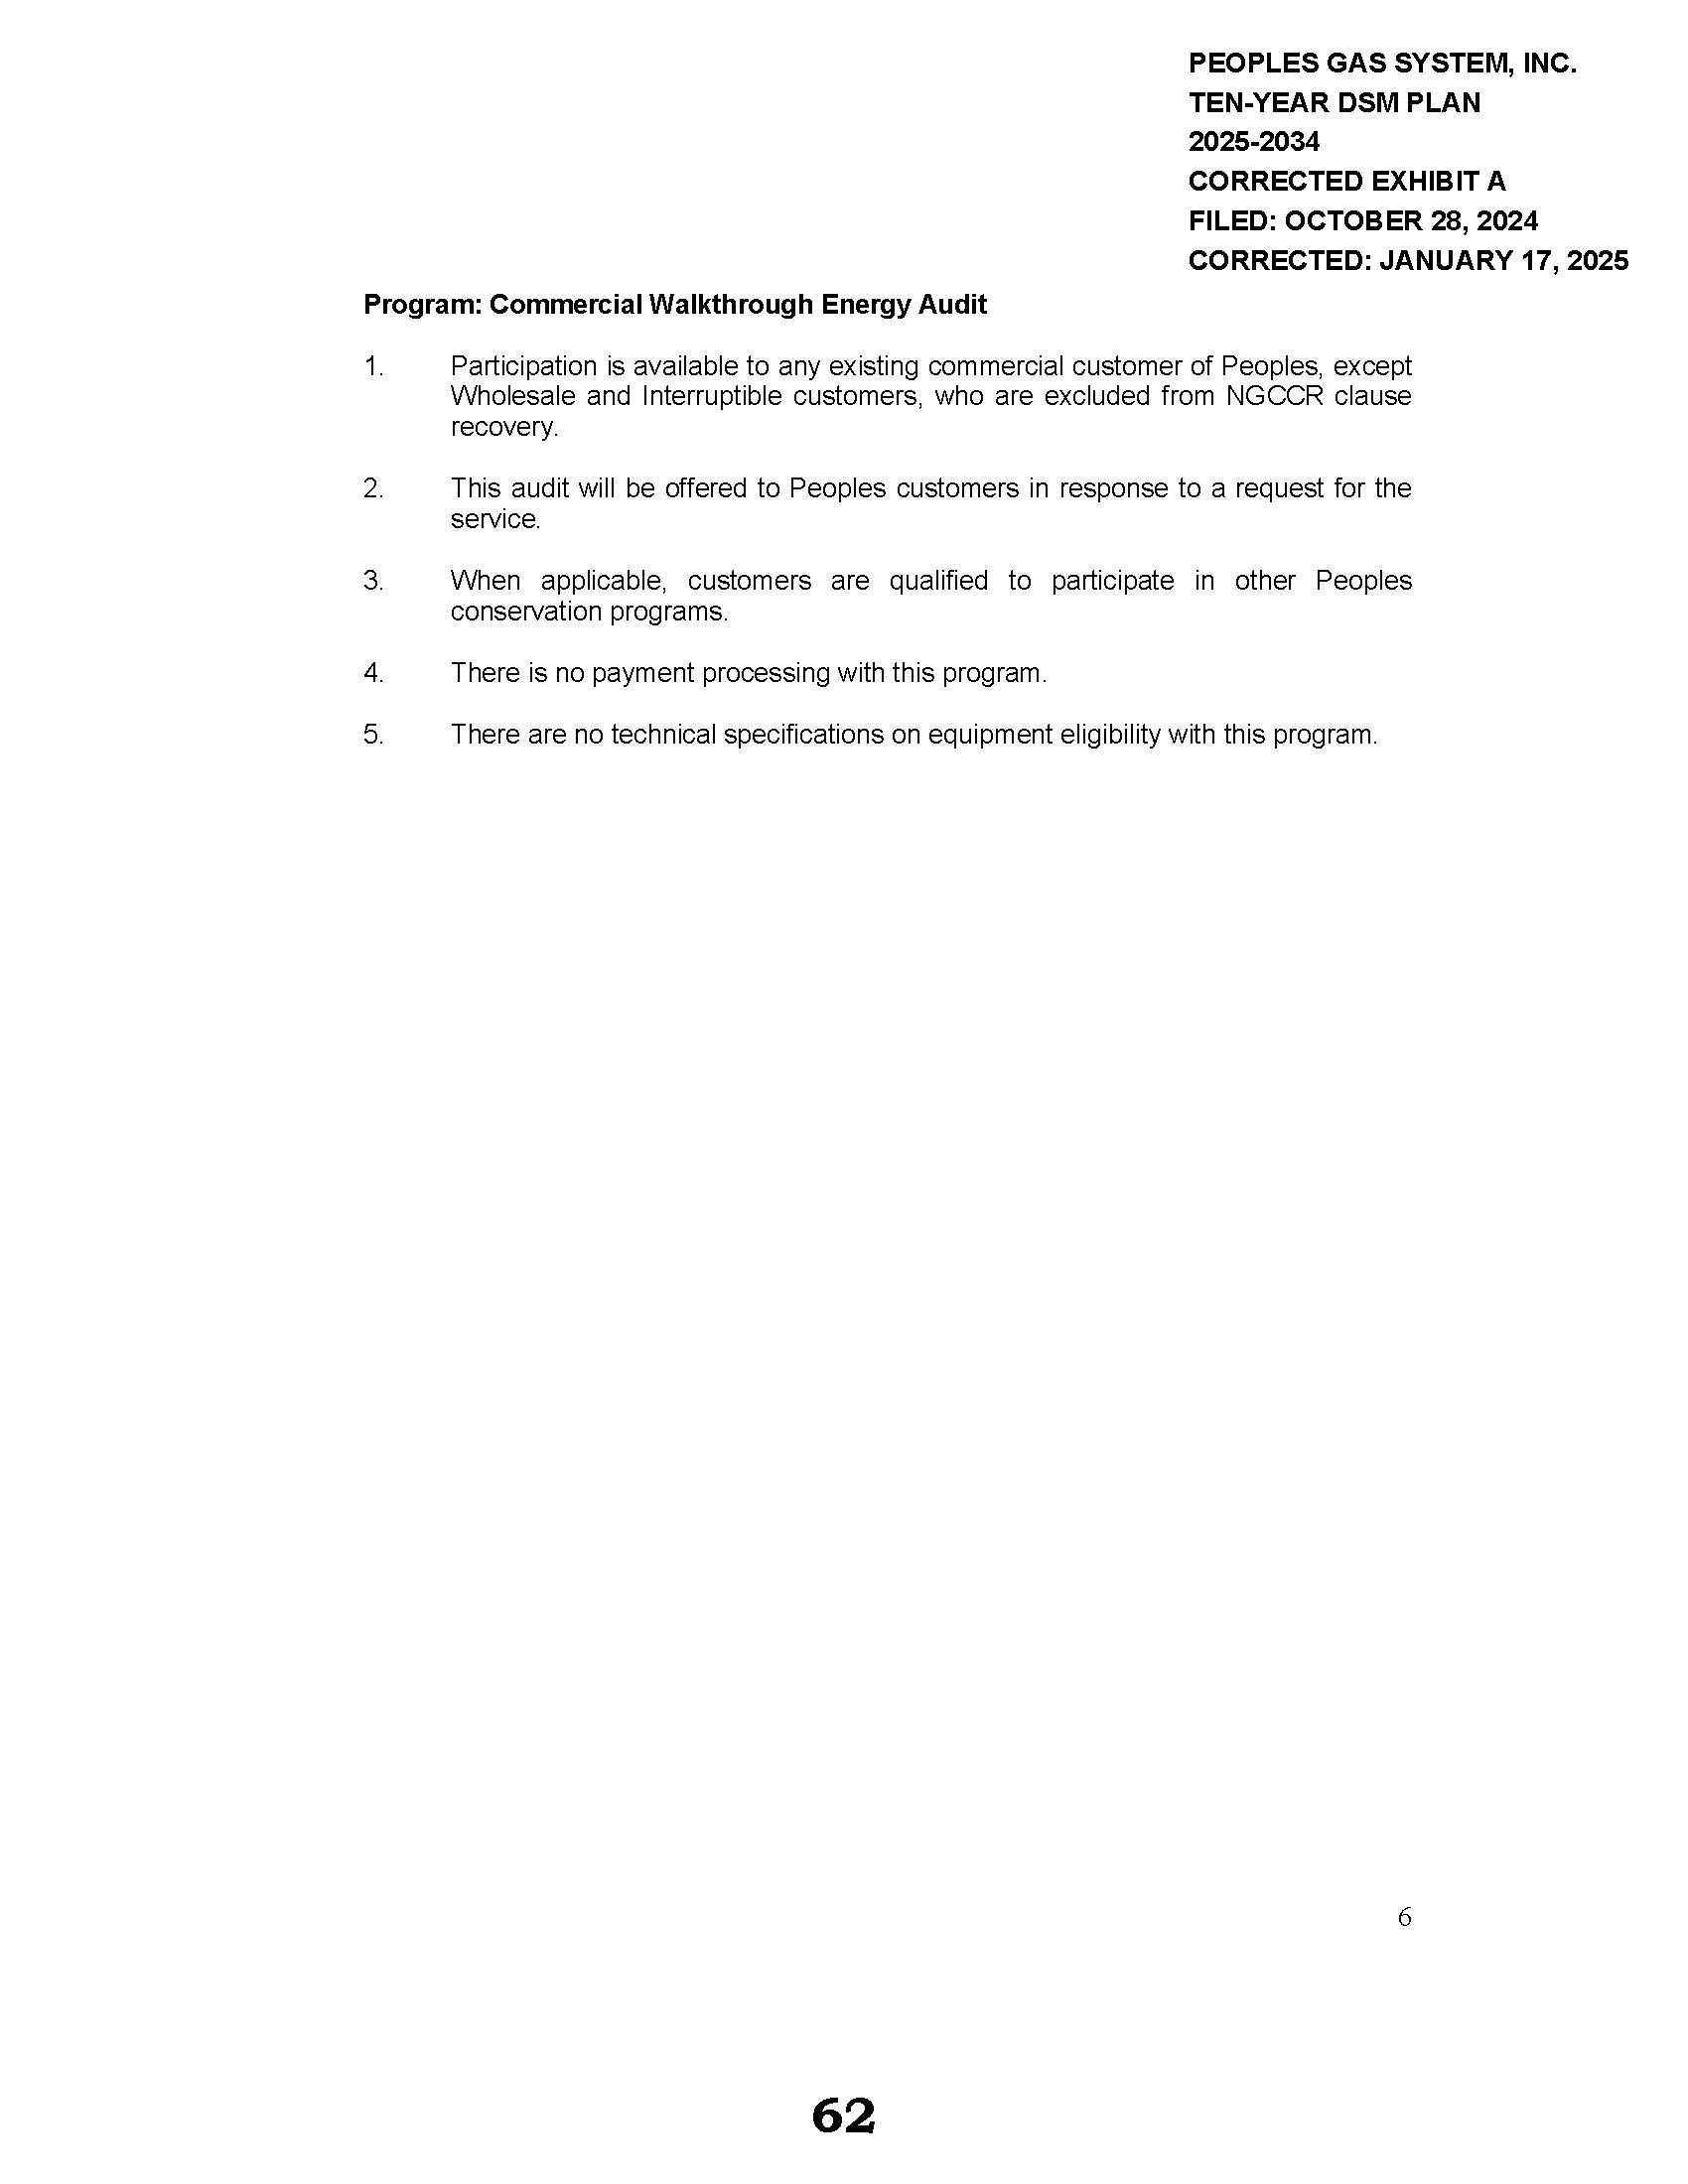 PEOPLES GAS SYSTEM, INC.
TEN-YEAR DSM PLAN
2025-2034
CORRECTED EXHIBIT A
FILED: OCTOBER 28, 2024
CORRECTED: JANUARY 17, 2025
Program: Commercial Walkthrough Energy Audit
1. Participation is available to any existing commercial customer of Peoples, except
Wholesale and Interruptible customers, who are excluded from NGCCR clause
recovery.
2. This audit will be offered to Peoples customers in response to a request for the
service.
3. When applicable, customers are qualified to participate in other Peoples
conservation programs.
4. There is no payment processing with this program.
5. There are no technical specifications on equipment eligibility with this program.
6
62